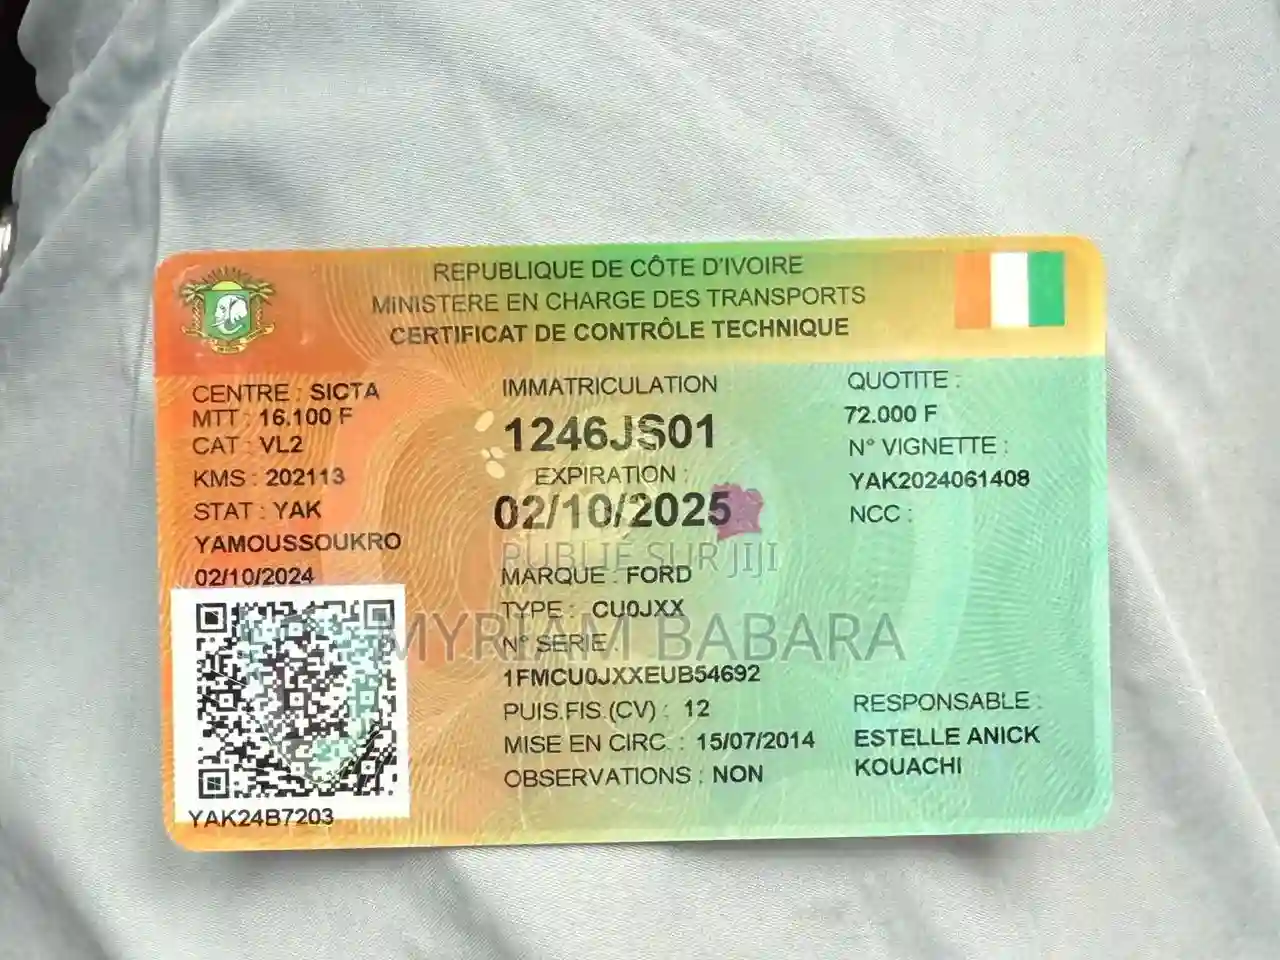 REPUBLIQUE DE CÔTE D'IVOIRE
MINISTERE EN CHARGE DES TRANSPORTS
CERTIFICAT DE CONTRÔLE TECHNIQUE
CENTRE : SICTA
MTT : 16.100 F
CAT : VL2
KMS : 202113
STAT : YAK
YAMOUSSOUKRO
02/10/2024
YAK24B7203
IMMATRICULATION
1246JS01
EXPIRATION :
02/10/2025
PUBLIÉ SUR JIJI
MARQUE : FORD
TYPE : CU0JXX
MYRIAM BABARA
N° SERIE :
1FMCU0JXXEUB54692
PUIS.FIS.(CV) : 12
MISE EN CIRC. : 15/07/2014
OBSERVATIONS : NON
QUOTITE :
72.000 F
N° VIGNETTE :
YAK2024061408
NCC :
RESPONSABLE :
ESTELLE ANICK
KOUACHI